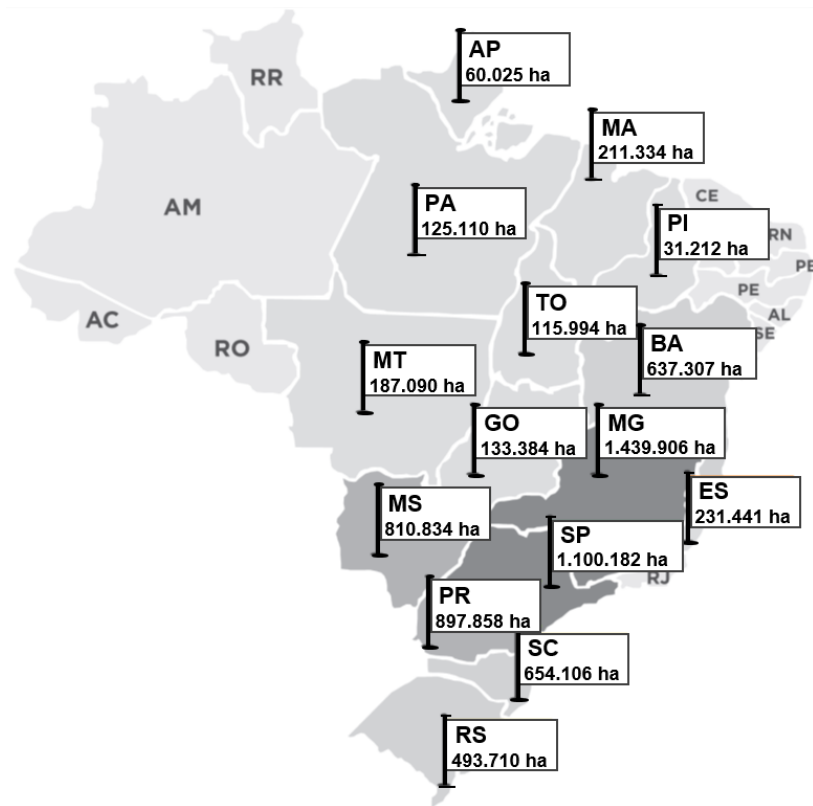 AP
60.025 ha
RR
MA
211.334 ha
AM
PA
125.110 ha
CE
PI
31.212 ha
RN
PB
PE
AC
TO
115.994 ha
AL
SE
RO
MT
187.090 ha
BA
637.307 ha
GO
133.384 ha
MG
1.439.906 ha
MS
810.834 ha
ES
231.441 ha
SP
1.100.182 ha
RJ
PR
897.858 ha
SC
654.106 ha
RS
493.710 ha